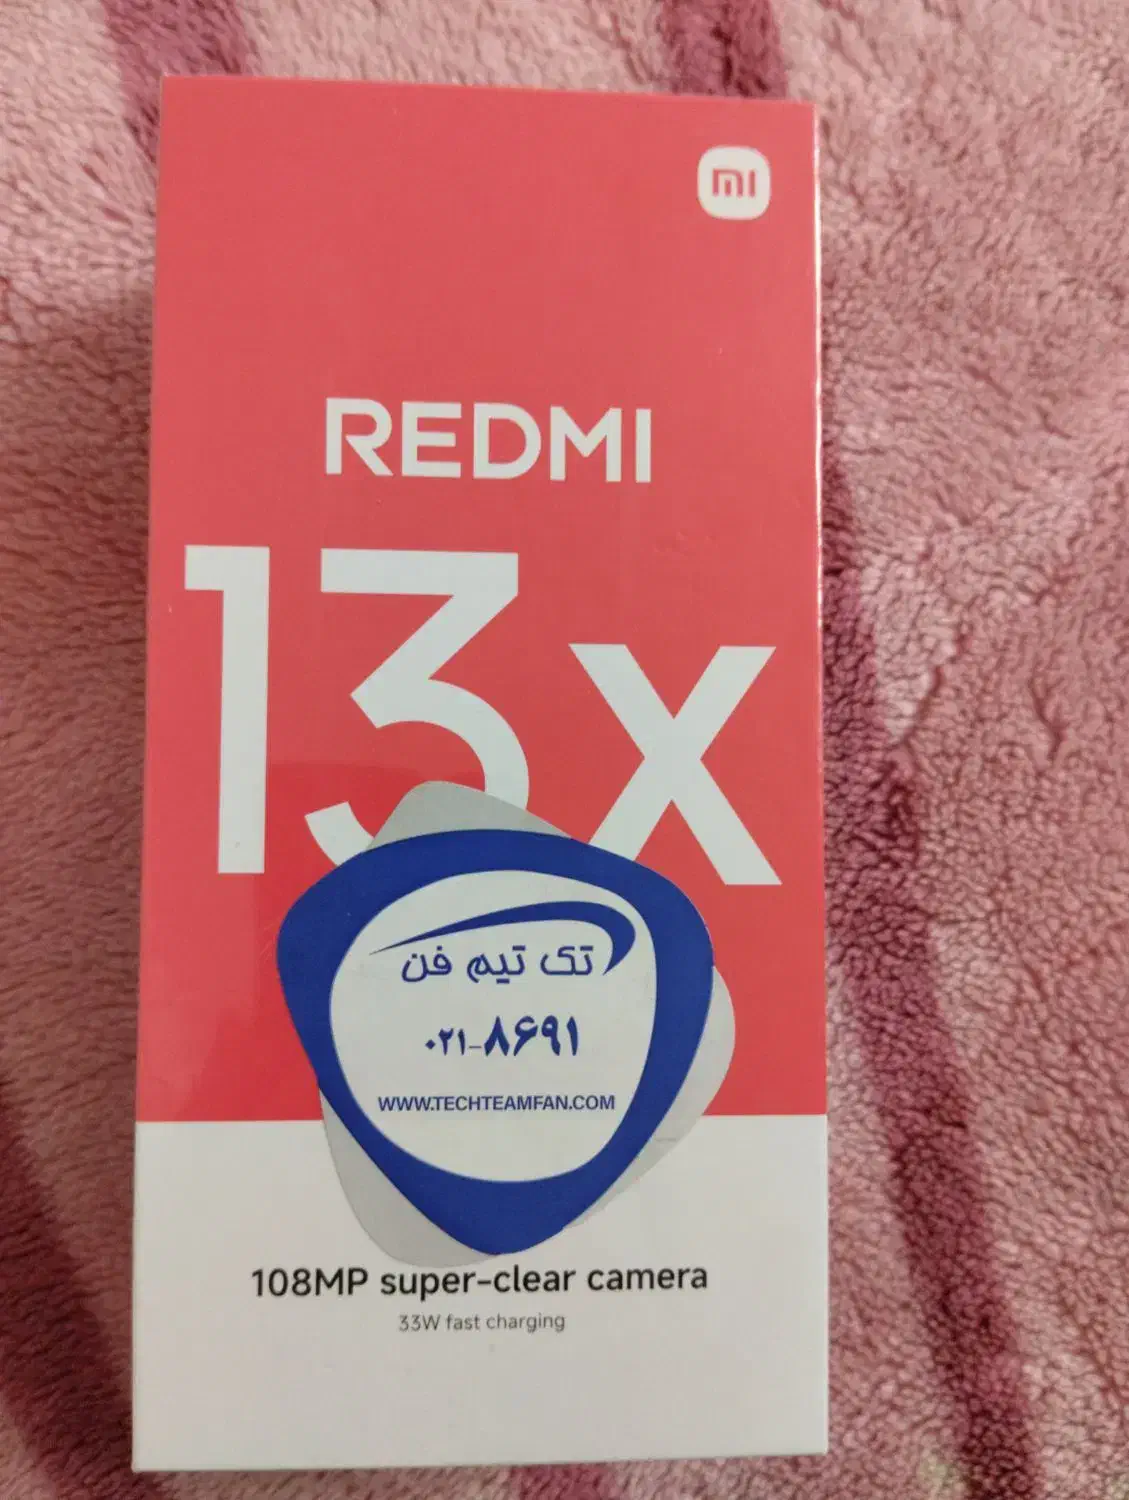 mi
REDMI
13x
تک تیم فن
۰۲۱-۸۶۹۱
WWW.TECHTEAMFAN.COM
108MP super-clear camera
33W fast charging